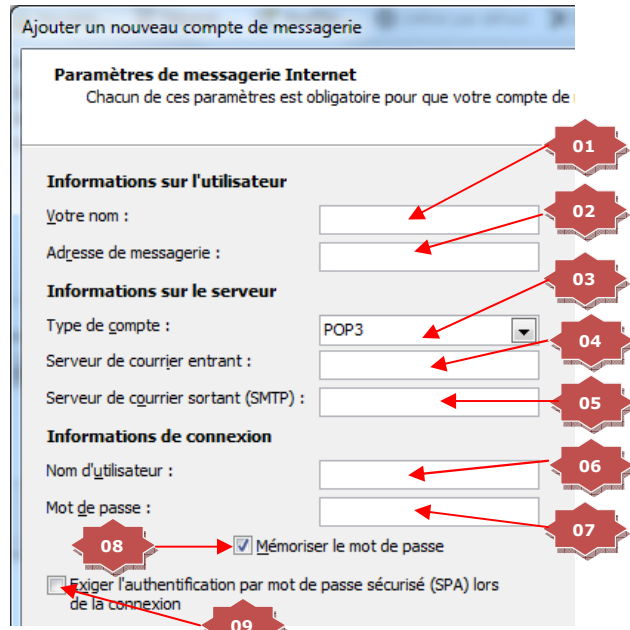 Ajouter un nouveau compte de messagerie
Paramètres de messagerie Internet
Chacun de ces paramètres est obligatoire pour que votre compte de
01
Informations sur l'utilisateur
Votre nom :
02
Adresse de messagerie :
03
Informations sur le serveur
Type de compte :
POP3
04
Serveur de courrier entrant :
Serveur de courrier sortant (SMTP) :
05
Informations de connexion
Nom d'utilisateur :
06
Mot de passe :
07
08
Mémoriser le mot de passe
Exiger l'authentification par mot de passe sécurisé (SPA) lors
de la connexion
09